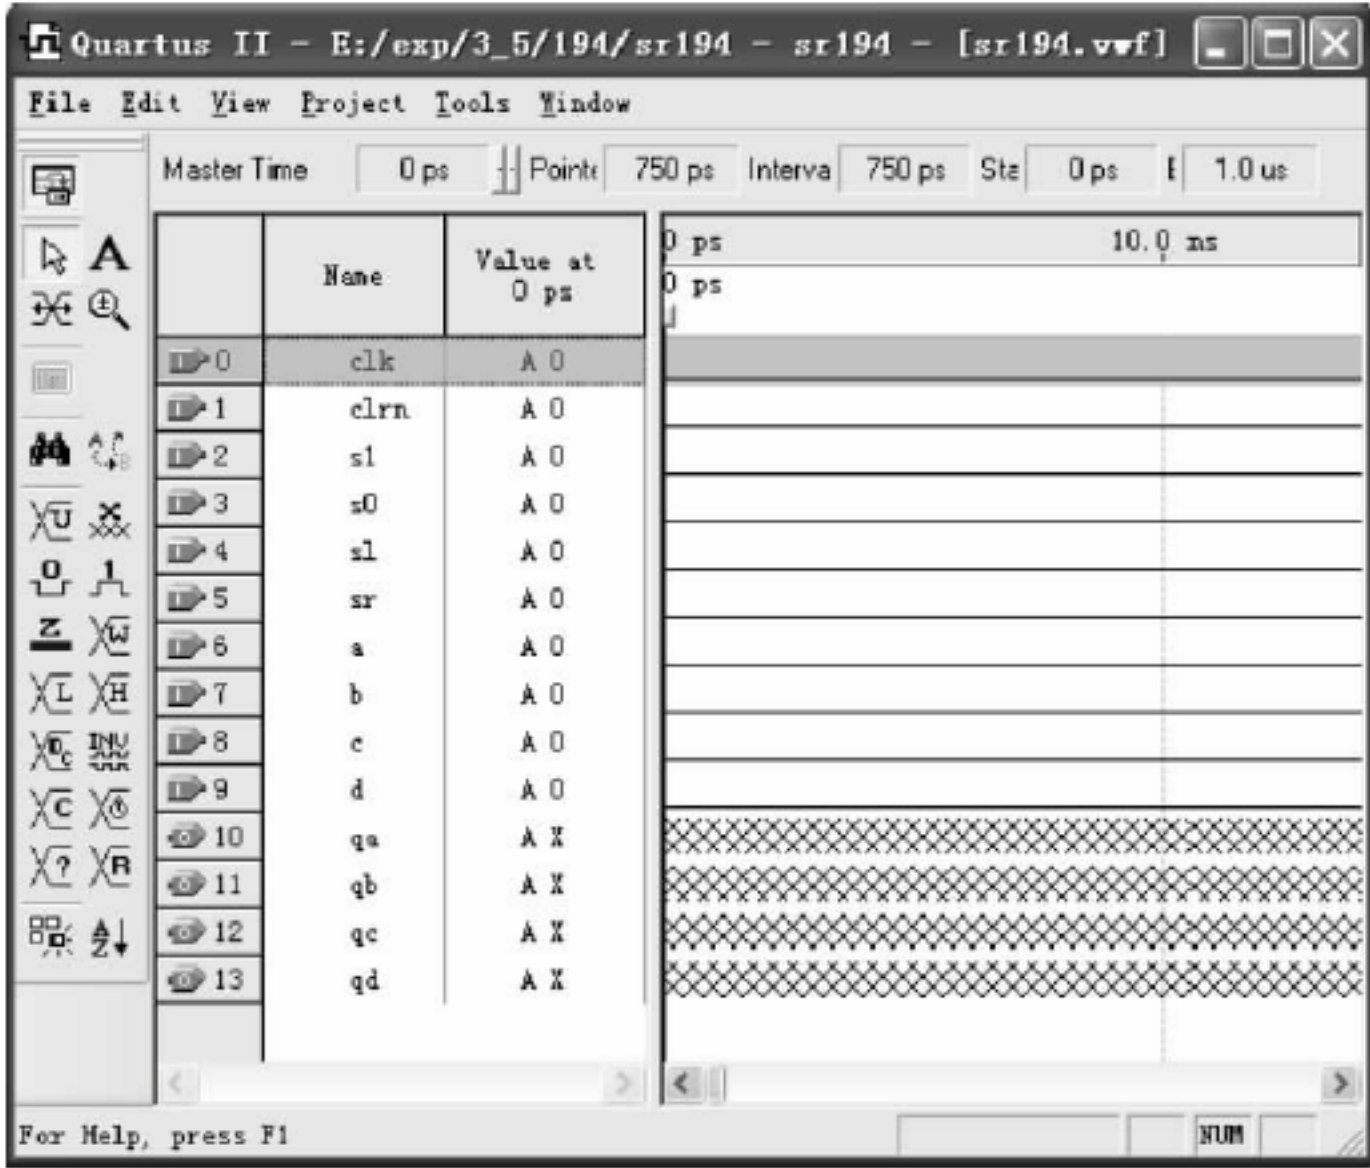 Quartus II - E:/exp/3_5/194/sr194 - sr194 - [sr194.vwf]
File Edit View Project Tools Window
Master Time 0 ps Pointe 750 ps Interva 750 ps Sta 0 ps E 1.0 us
Name
Value at
0 ps
0 ps 10.0 ns
0 ps
0 clk A 0
1 clrn A 0
2 s1 A 0
3 s0 A 0
4 sl A 0
5 sr A 0
6 a A 0
7 b A 0
8 c A 0
9 d A 0
10 qa A X
11 qb A X
12 qc A X
13 qd A X
For Help, press F1
NUM